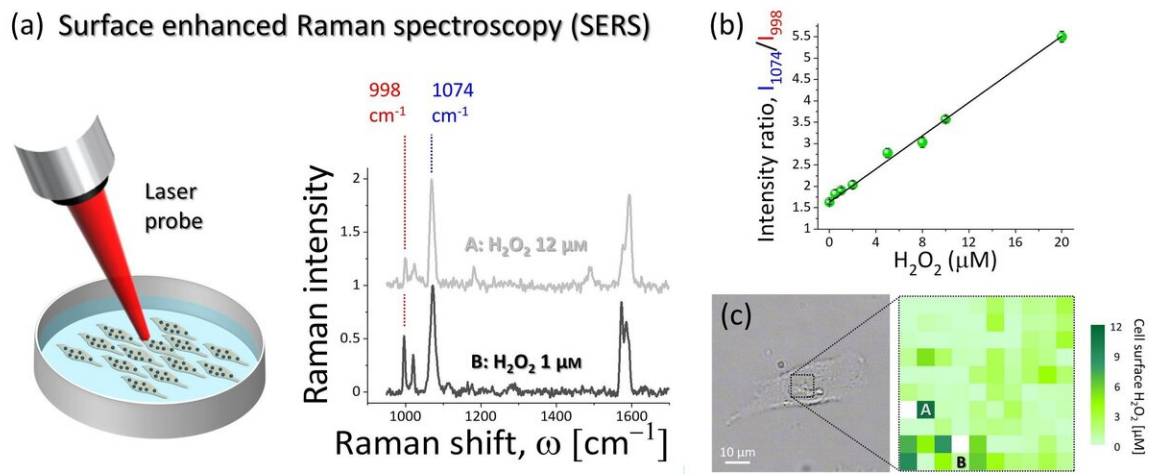 (a) Surface enhanced Raman spectroscopy (SERS)
Laser
probe
998
cm⁻¹
1074
cm⁻¹
Raman intensity
2
1.5
1
0.5
0
A: H₂O₂ 12 μM
B: H₂O₂ 1 μM
1000 1200 1400 1600
Raman shift, ω [cm⁻¹]
(b)
Intensity ratio, I₁₀₇₄/I₉₉₈
5.5
5
4.5
4
3.5
3
2.5
2
1.5
1
0 4 8 12 16 20
H₂O₂ (μM)
(c)
10 μm
A
B
12
9
6
3
0
Cell surface H₂O₂ [μM]